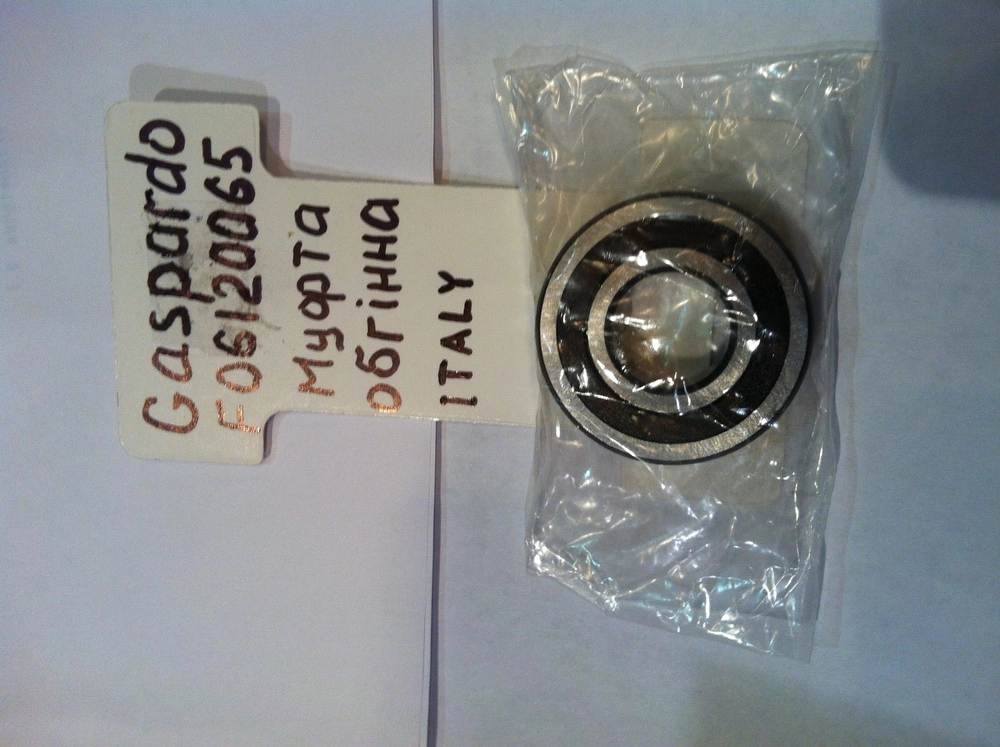 Gaspardo
F06120065
Муфта
обгінна
ITALY